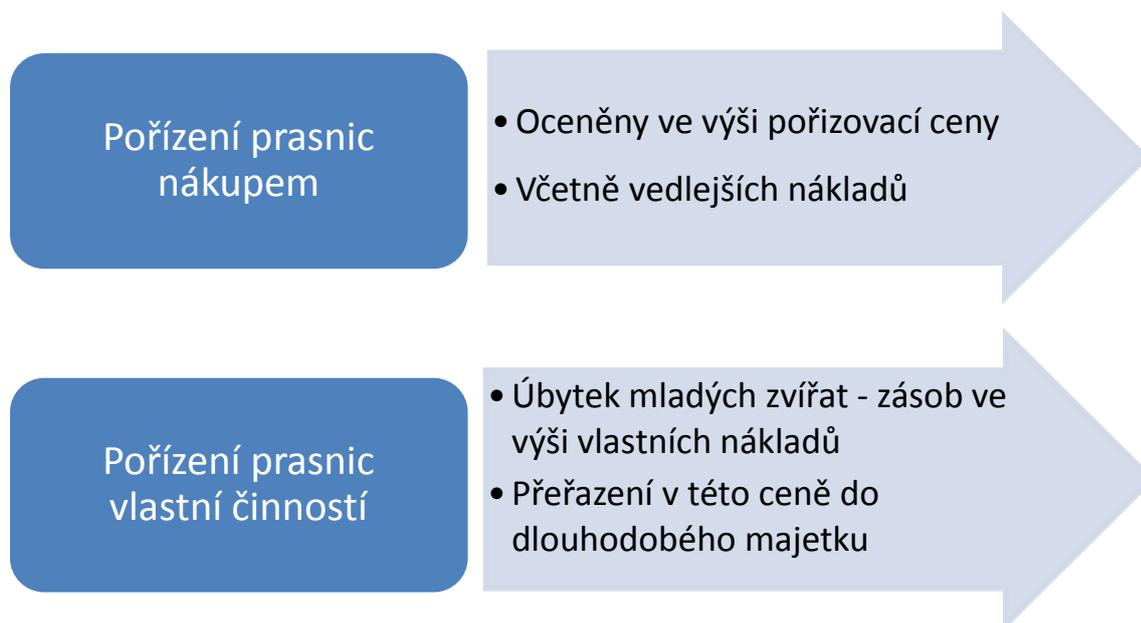 Pořízení prasnic
nákupem
• Oceněny ve výši pořizovací ceny
• Včetně vedlejších nákladů
Pořízení prasnic
vlastní činností
• Úbytek mladých zvířat - zásob ve
výši vlastních nákladů
• Přeřazení v této ceně do
dlouhodobého majetku